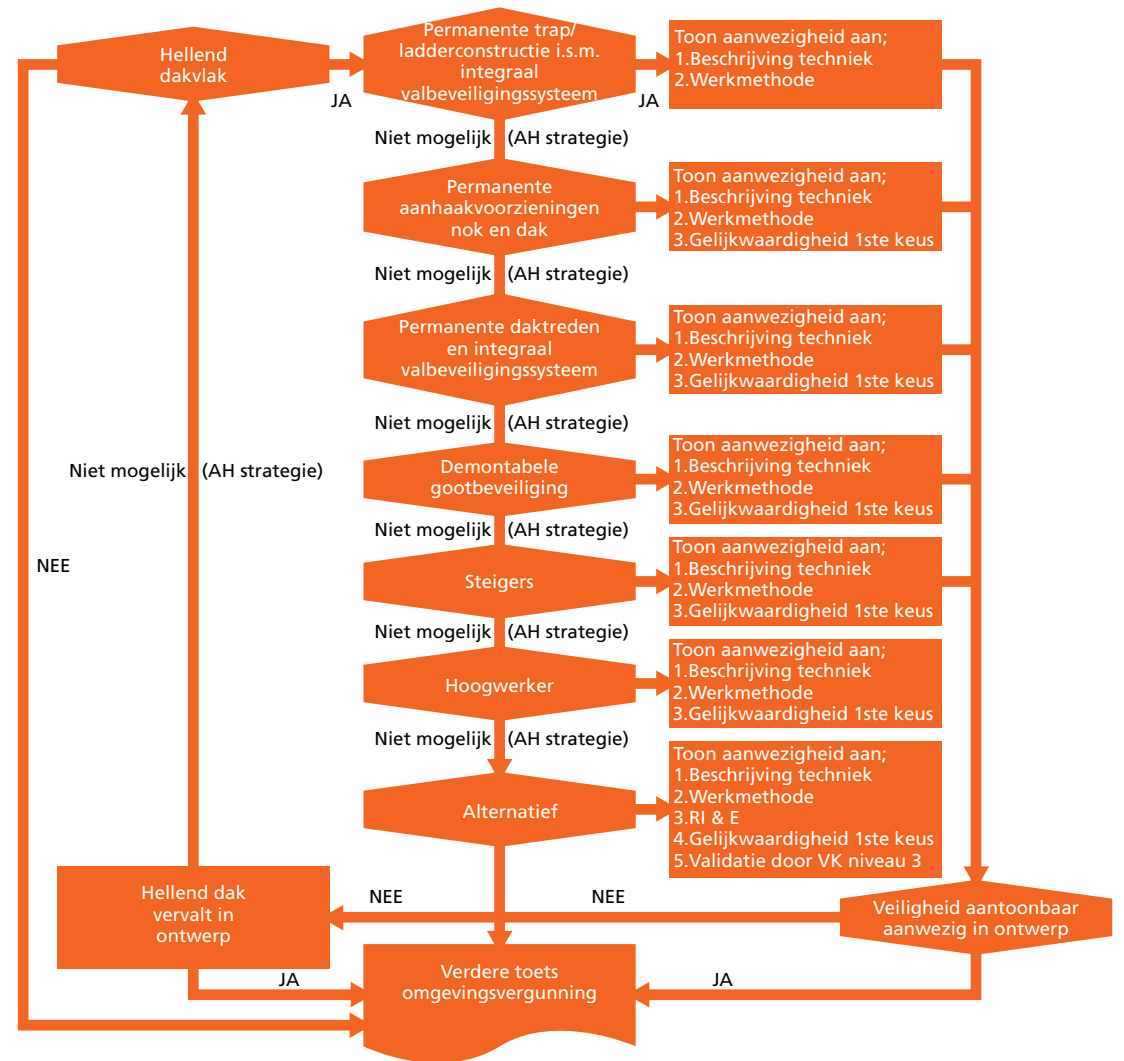 Hellend
dakvlak
JA
Permanente trap/
ladderconstructie i.s.m.
integraal
valbeveiligingssysteem
JA
Toon aanwezigheid aan;
1.Beschrijving techniek
2.Werkmethode
Niet mogelijk (AH strategie)
Permanente
aanhaakvoorzieningen
nok en dak
Toon aanwezigheid aan;
1.Beschrijving techniek
2.Werkmethode
3.Gelijkwaardigheid 1ste keus
Niet mogelijk (AH strategie)
Permanente daktreden
en integraal
valbeveiligingssysteem
Toon aanwezigheid aan;
1.Beschrijving techniek
2.Werkmethode
3.Gelijkwaardigheid 1ste keus
Niet mogelijk (AH strategie)
Demontabele
gootbeveiliging
Toon aanwezigheid aan;
1.Beschrijving techniek
2.Werkmethode
3.Gelijkwaardigheid 1ste keus
Niet mogelijk (AH strategie)
Niet mogelijk (AH strategie)
NEE
Steigers
Toon aanwezigheid aan;
1.Beschrijving techniek
2.Werkmethode
3.Gelijkwaardigheid 1ste keus
Niet mogelijk (AH strategie)
Hoogwerker
Toon aanwezigheid aan;
1.Beschrijving techniek
2.Werkmethode
3.Gelijkwaardigheid 1ste keus
Niet mogelijk (AH strategie)
Alternatief
Toon aanwezigheid aan;
1.Beschrijving techniek
2.Werkmethode
3.RI & E
4.Gelijkwaardigheid 1ste keus
5.Validatie door VK niveau 3
Hellend dak
vervalt in
ontwerp
NEE
NEE
Veiligheid aantoonbaar
aanwezig in ontwerp
JA
Verdere toets
omgevingsvergunning
JA